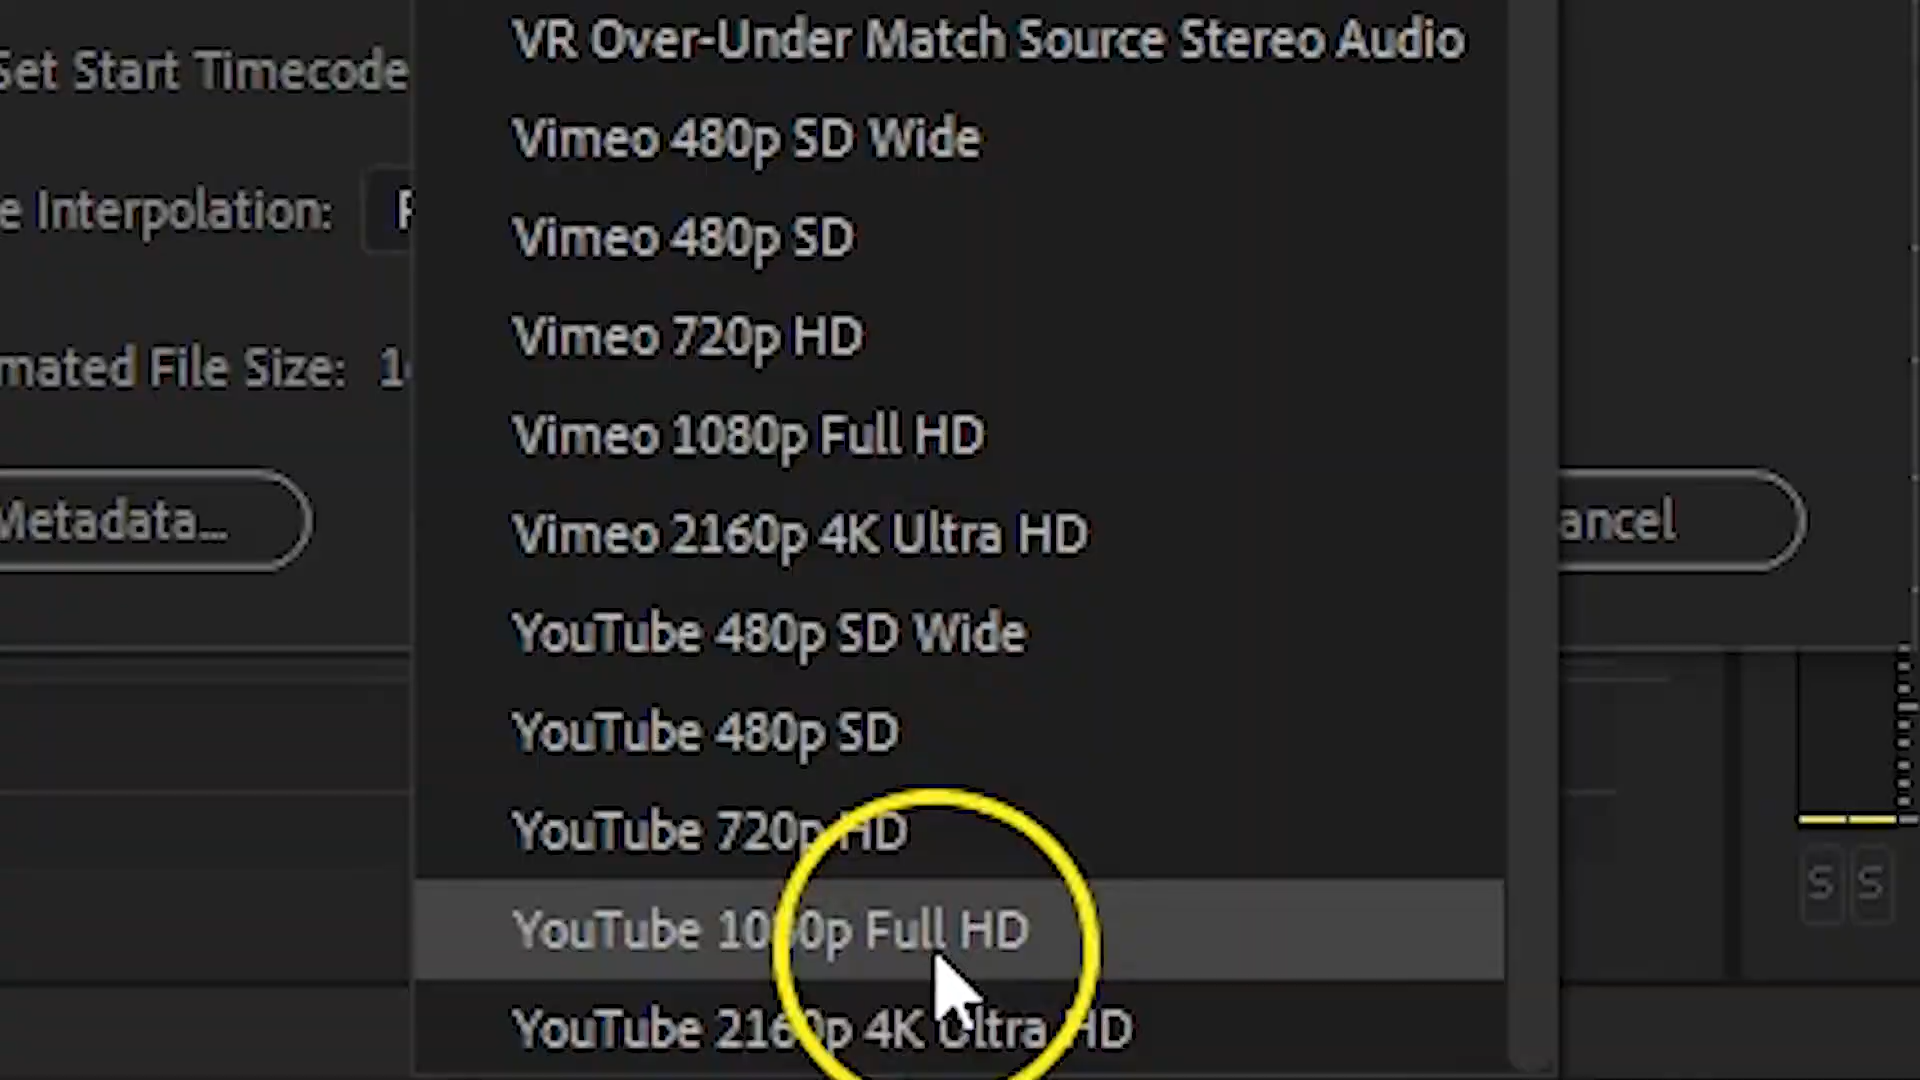 VR Over-Under Match Source Stereo Audio
Set Start Timecode
Vimeo 480p SD Wide
e Interpolation:
Vimeo 480p SD
Vimeo 720p HD
mated File Size:
Vimeo 1080p Full HD
Metadata...
Vimeo 2160p 4K Ultra HD
ancel
YouTube 480p SD Wide
YouTube 480p SD
YouTube 720p HD
S S
YouTube 1080p Full HD
YouTube 2160p 4K Ultra HD